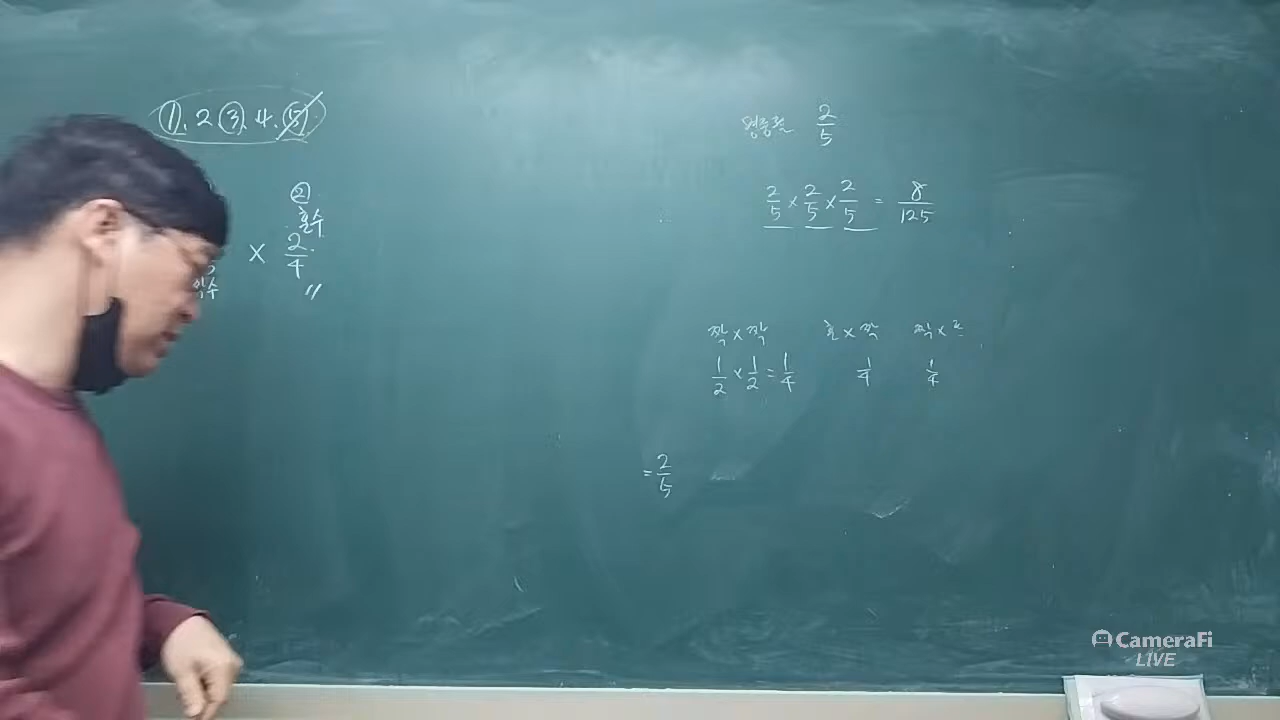 ①, 2 ③, 4, ⑤
②
홀수
× 2/4
〃
명중률 2/5
2/5 × 2/5 × 2/5 = 8/125
짝 × 짝 홀 × 짝 짝 × 홀
1/2 × 1/2 = 1/4 1/4 1/4
= 2/5
CameraFi
LIVE